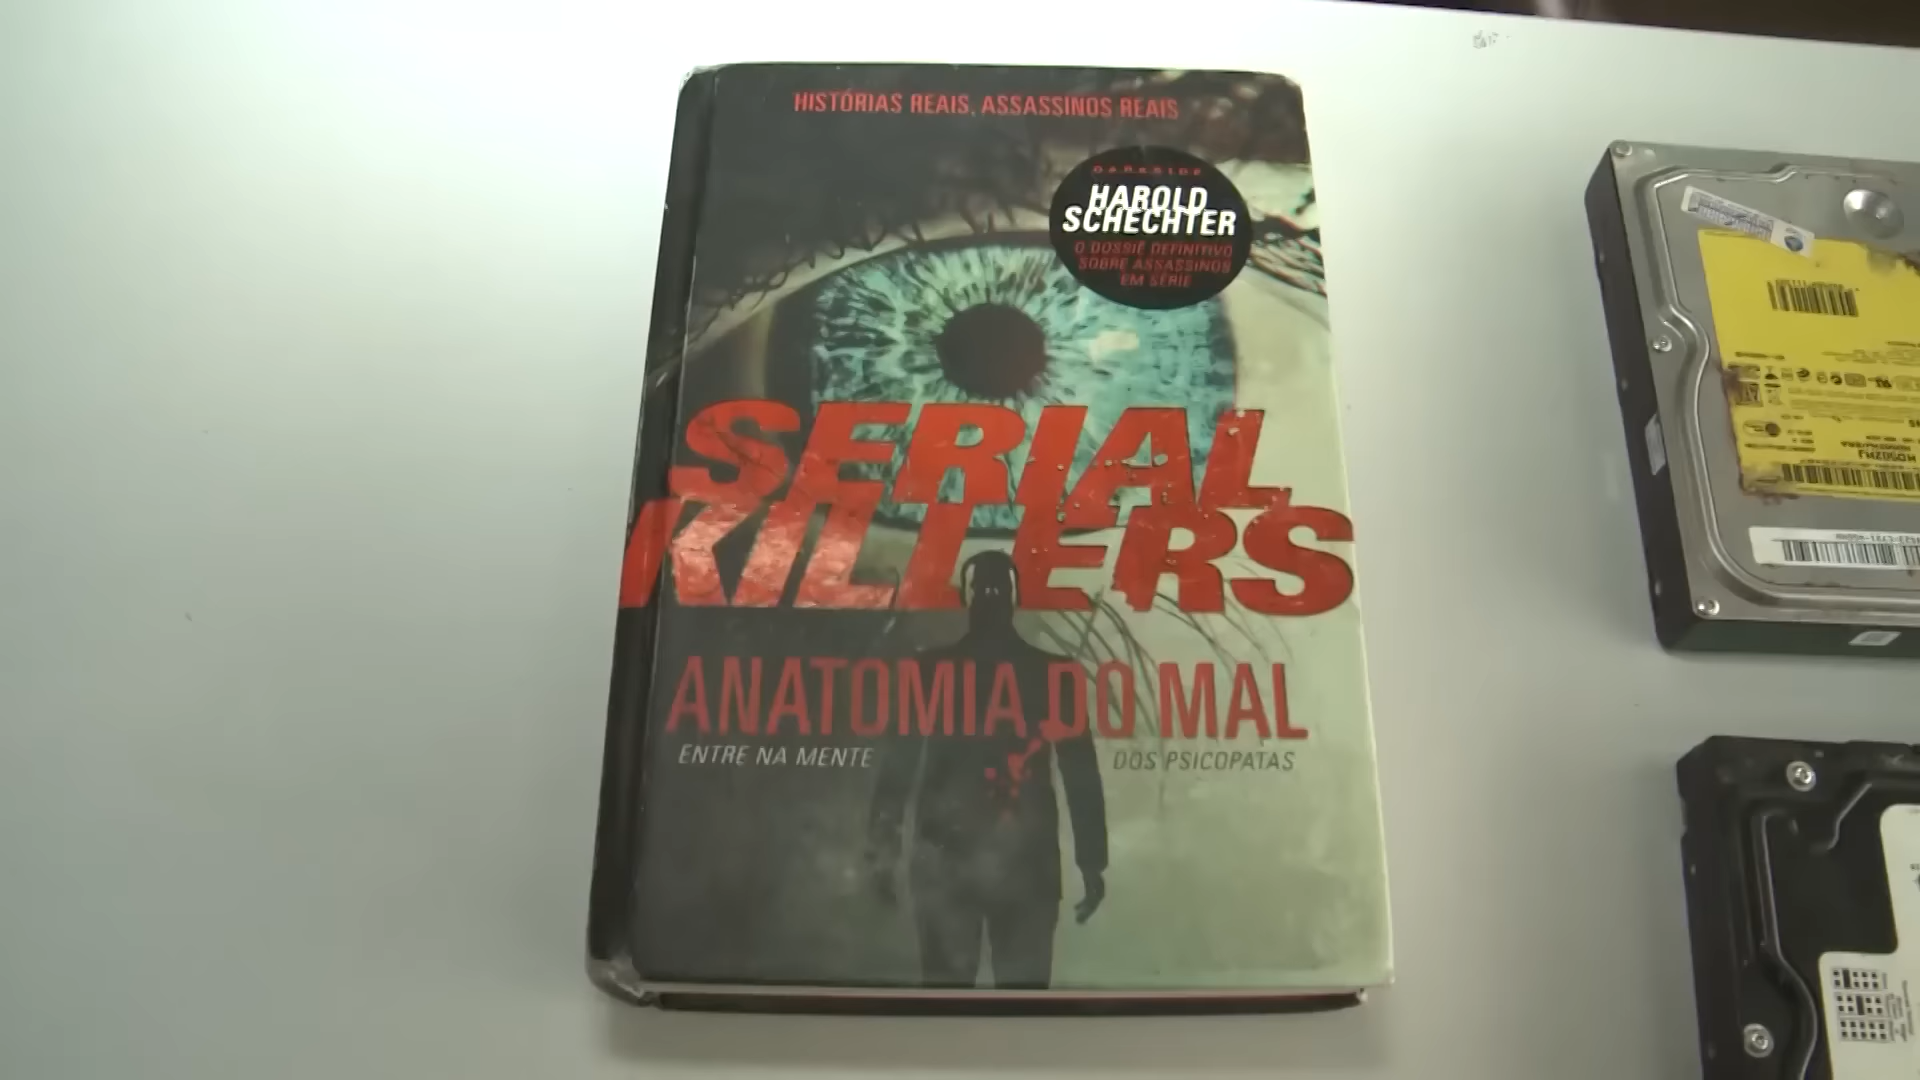 HISTÓRIAS REAIS, ASSASSINOS REAIS
DARKSIDE
HAROLD
SCHECHTER
O DOSSIÊ DEFINITIVO
SOBRE ASSASSINOS
EM SÉRIE
SERIAL
KILLERS
ANATOMIA DO MAL
ENTRE NA MENTE DOS PSICOPATAS
HD502HJ